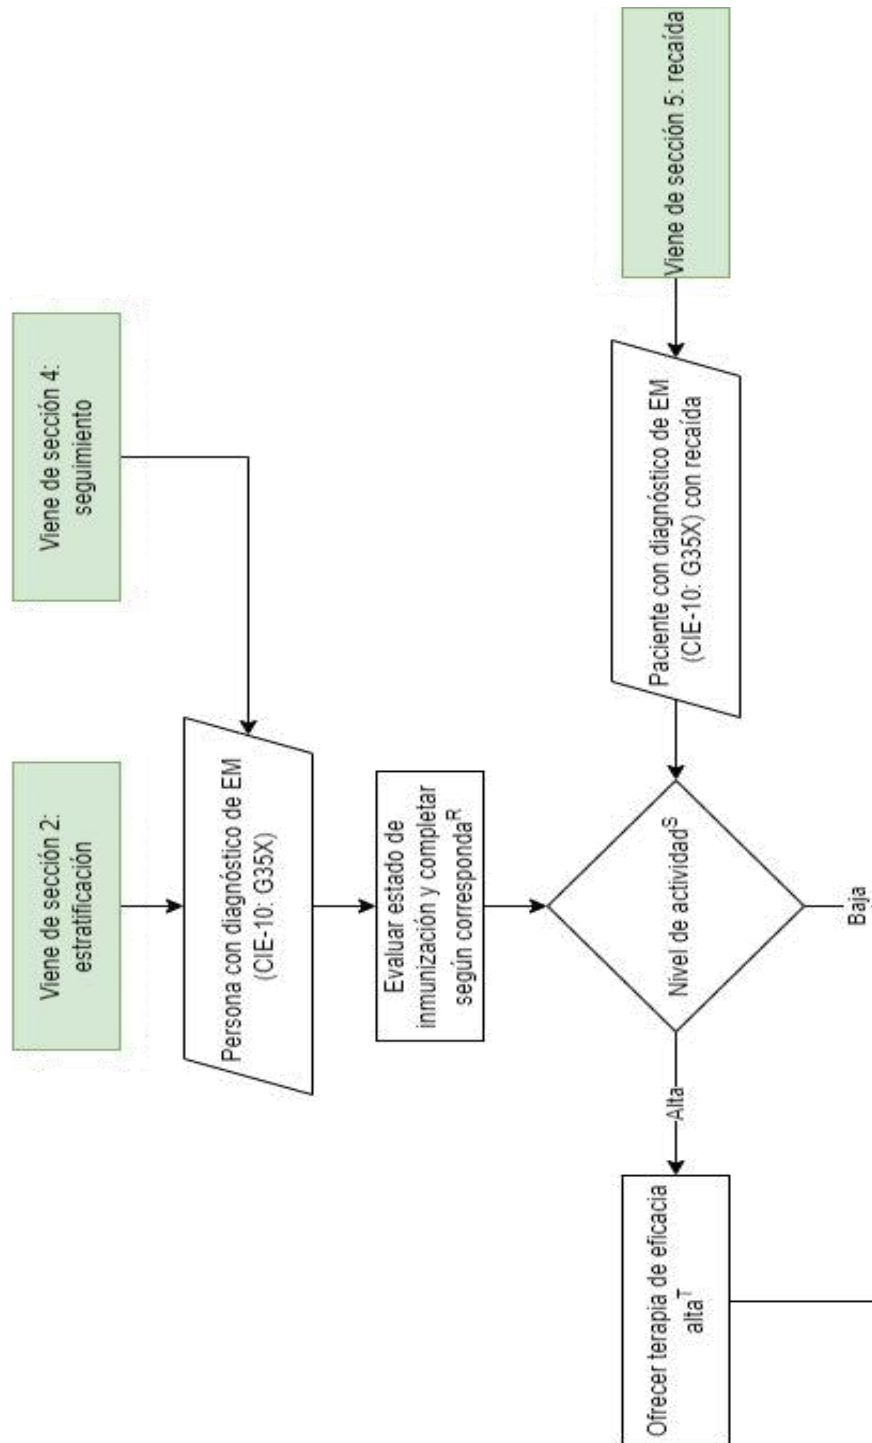 Viene de sección 2:
estratificación
Viene de sección 4:
seguimiento
Persona con diagnóstico de EM
(CIE-10: G35X)
Evaluar estado de
inmunización y completar
según corresponda^R
Viene de sección 5: recaída
Paciente con diagnóstico de EM
(CIE-10: G35X) con recaída
Nivel de actividad^S
Alta
Baja
Ofrecer terapia de eficacia
alta^T